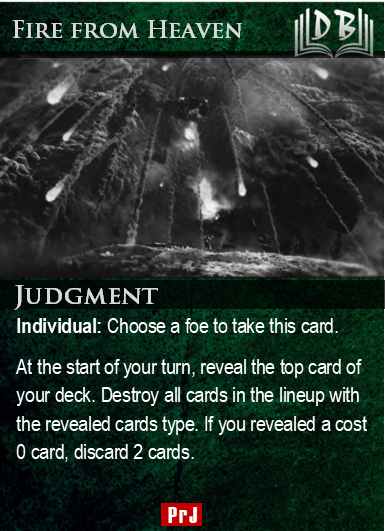 Fire from Heaven
DB
Judgment
Individual: Choose a foe to take this card.
At the start of your turn, reveal the top card of
your deck. Destroy all cards in the lineup with
the revealed cards type. If you revealed a cost
0 card, discard 2 cards.
PrJ